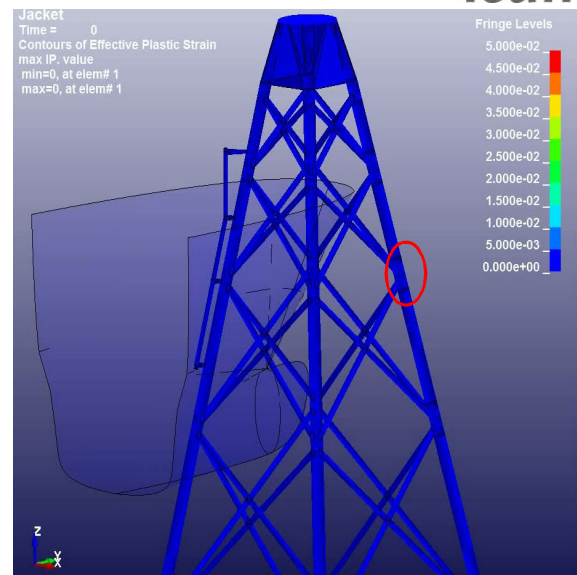 Jacket
Time =       0
Contours of Effective Plastic Strain
max IP. value
min=0, at elem# 1
max=0, at elem# 1
Fringe Levels
5.000e-02
4.500e-02
4.000e-02
3.500e-02
3.000e-02
2.500e-02
2.000e-02
1.500e-02
1.000e-02
5.000e-03
0.000e+00
Z
Y
X